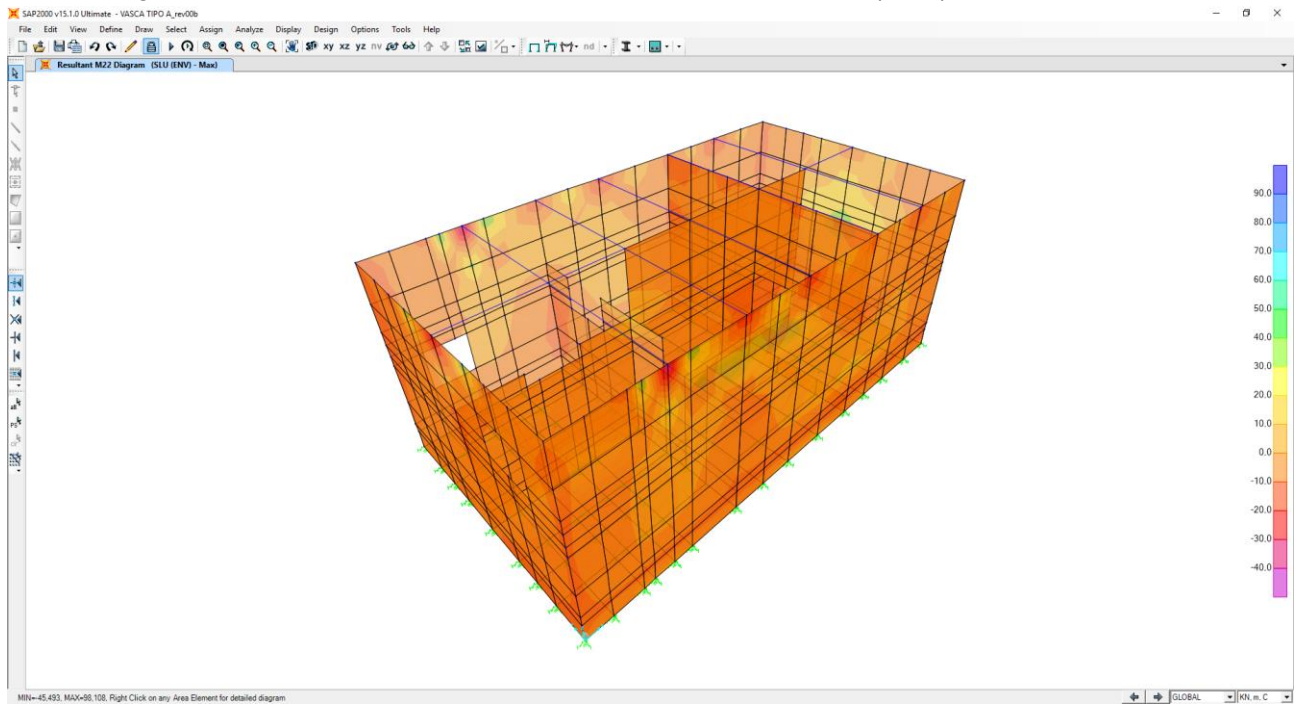 SAP2000 v15.1.0 Ultimate - VASCA TIPO A_rev00b
File Edit View Define Draw Select Assign Analyze Display Design Options Tools Help
xy xz yz nv nd
Resultant M22 Diagram (SLU (ENV) - Max)
90.0
80.0
70.0
60.0
50.0
40.0
30.0
20.0
10.0
0.0
-10.0
-20.0
-30.0
-40.0
MIN=-45,493, MAX=98,108, Right Click on any Area Element for detailed diagram
GLOBAL
KN, m, C